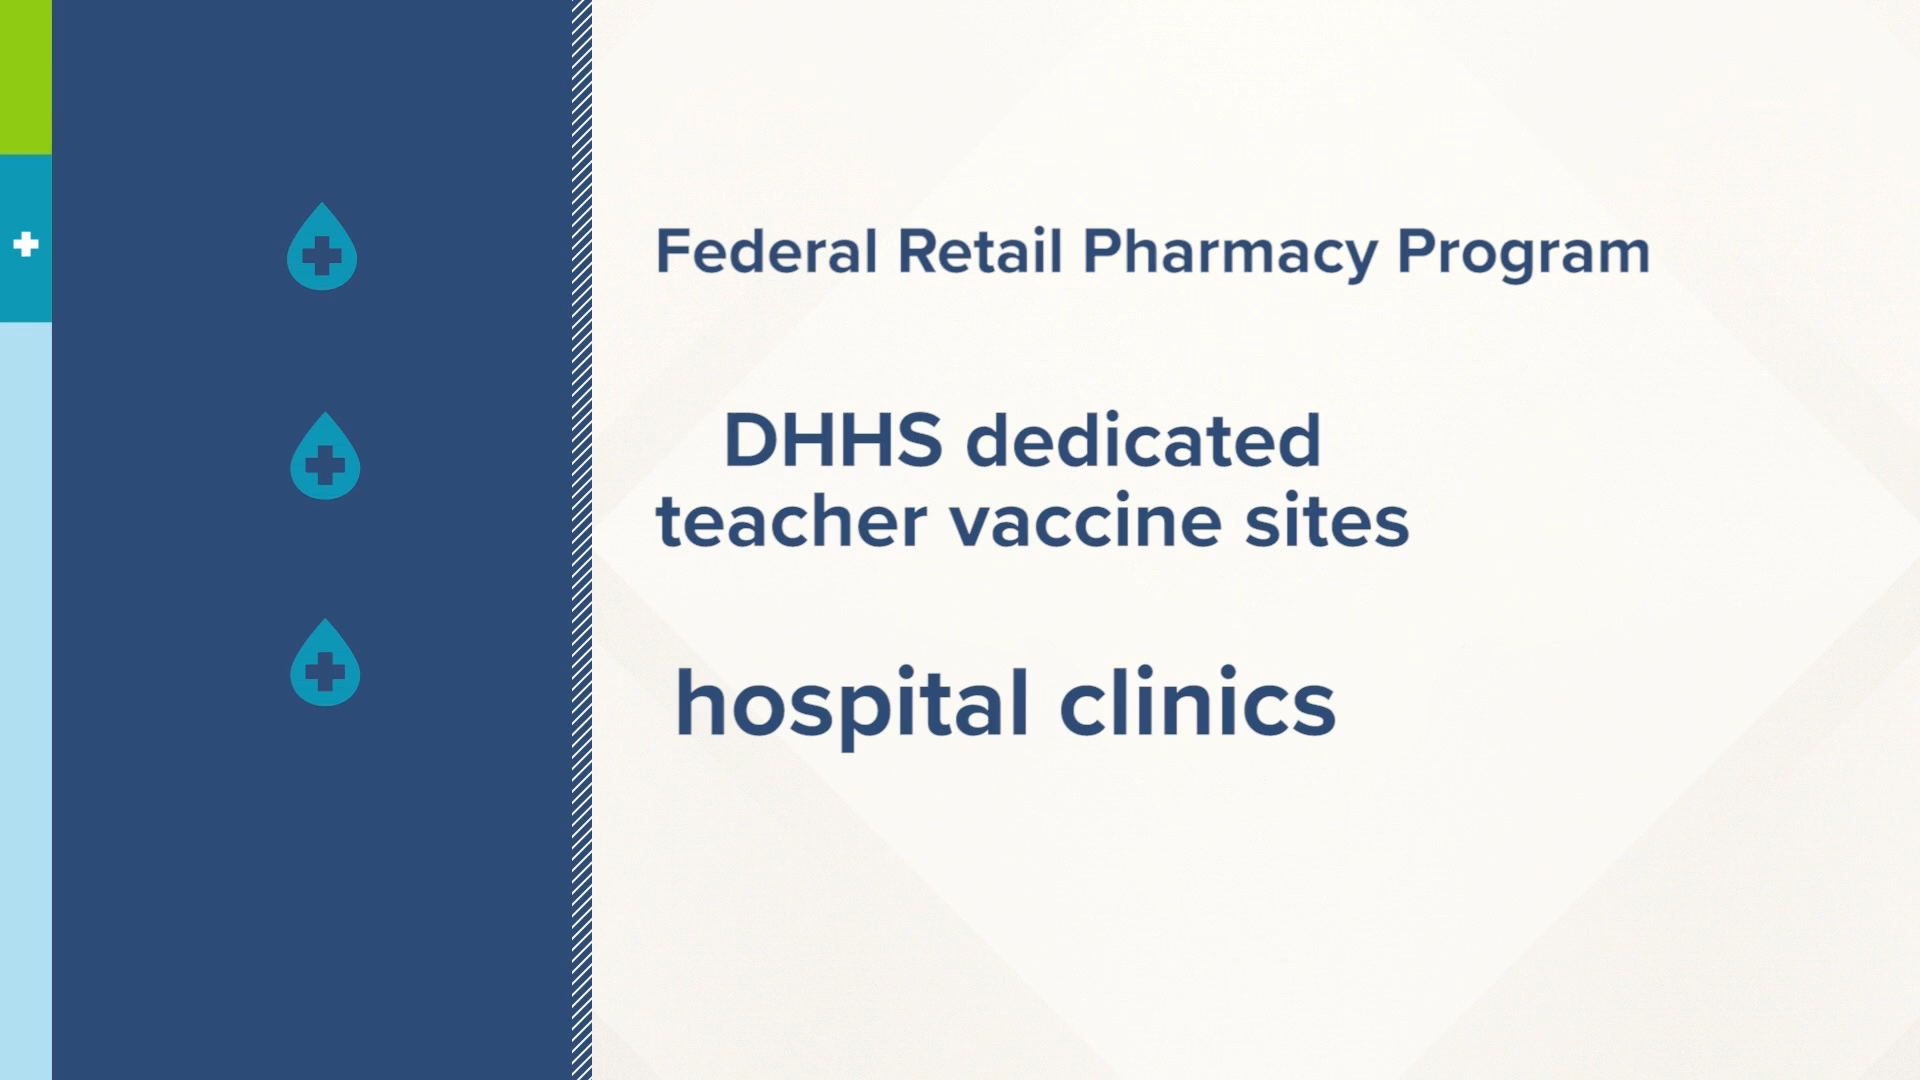 Federal Retail Pharmacy Program
DHHS dedicated
teacher vaccine sites
hospital clinics